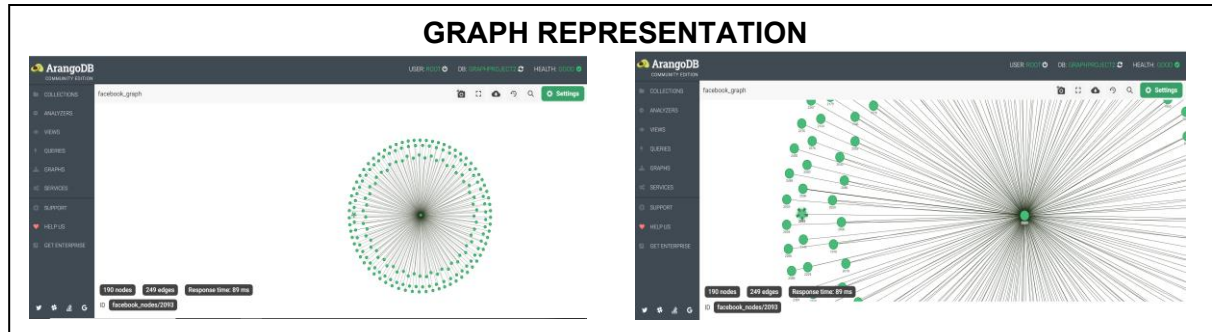 GRAPH REPRESENTATION
ArangoDB
COMMUNITY EDITION
USER: ROOT DB: GRAPHPROJECT2 HEALTH: GOOD
COLLECTIONS
facebook_graph
Settings
ANALYZERS
VIEWS
QUERIES
GRAPHS
SERVICES
SUPPORT
HELP US
GET ENTERPRISE
190 nodes 249 edges Response time: 89 ms
ID facebook_nodes/2093
ArangoDB
COMMUNITY EDITION
USER: ROOT DB: GRAPHPROJECT2 HEALTH: GOOD
COLLECTIONS
facebook_graph
Settings
ANALYZERS
VIEWS
QUERIES
GRAPHS
SERVICES
SUPPORT
HELP US
GET ENTERPRISE
190 nodes 249 edges Response time: 89 ms
ID facebook_nodes/2093